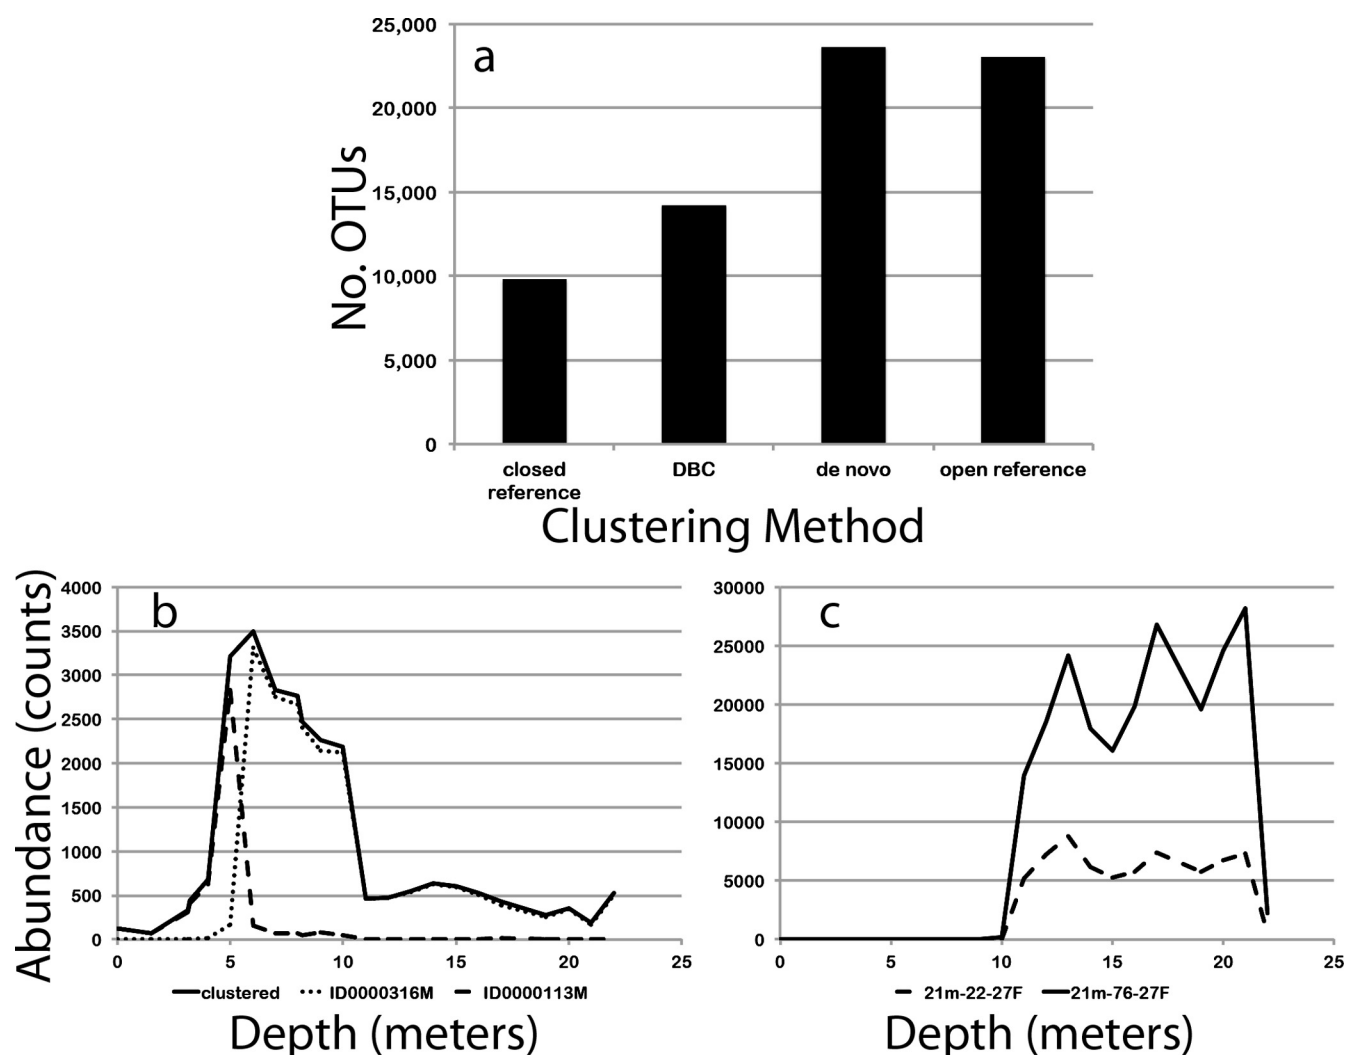 a
No. OTUs
25,000
20,000
15,000
10,000
5,000
0
closed reference
DBC
de novo
open reference
Clustering Method
b
Abundance (counts)
4000
3500
3000
2500
2000
1500
1000
500
0
0 5 10 15 20 25
clustered ID0000316M ID0000113M
Depth (meters)
c
30000
25000
20000
15000
10000
5000
0
0 5 10 15 20 25
21m-22-27F 21m-76-27F
Depth (meters)